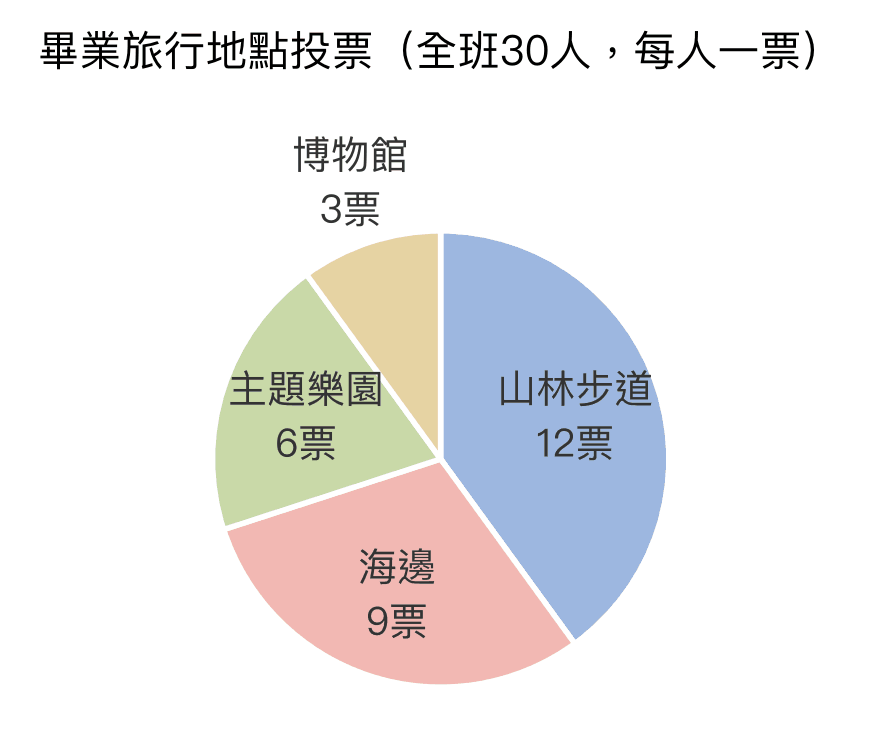 畢業旅行地點投票（全班30人，每人一票）
博物館
3票
主題樂園
6票
山林步道
12票
海邊
9票